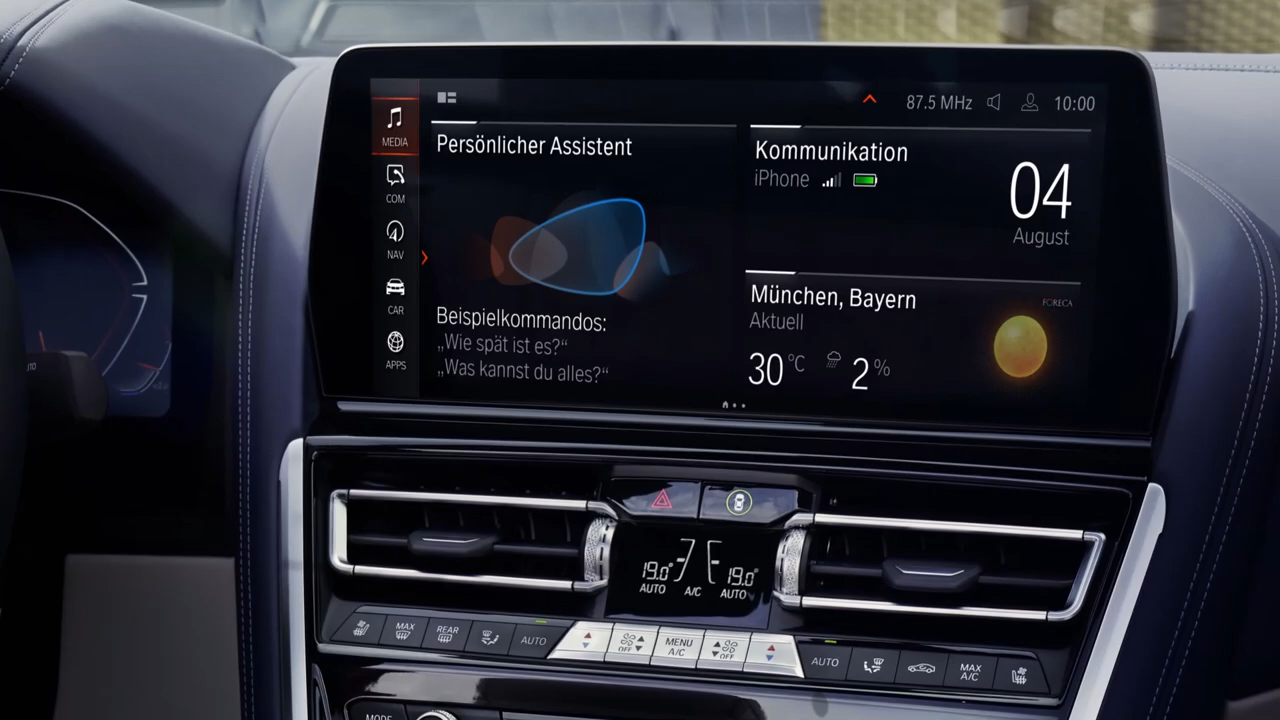 87.5 MHz 10:00
MEDIA
COM
NAV
CAR
APPS
Persönlicher Assistent
Beispielkommandos:
„Wie spät ist es?“
„Was kannst du alles?“
Kommunikation
iPhone
04
August
München, Bayern
Aktuell
FORECA
30 °C 2 %
19.0° 19.0°
AUTO A/C AUTO
MAX
REAR
AUTO
OFF
MENU
A/C
OFF
AUTO
MAX
A/C
MODE